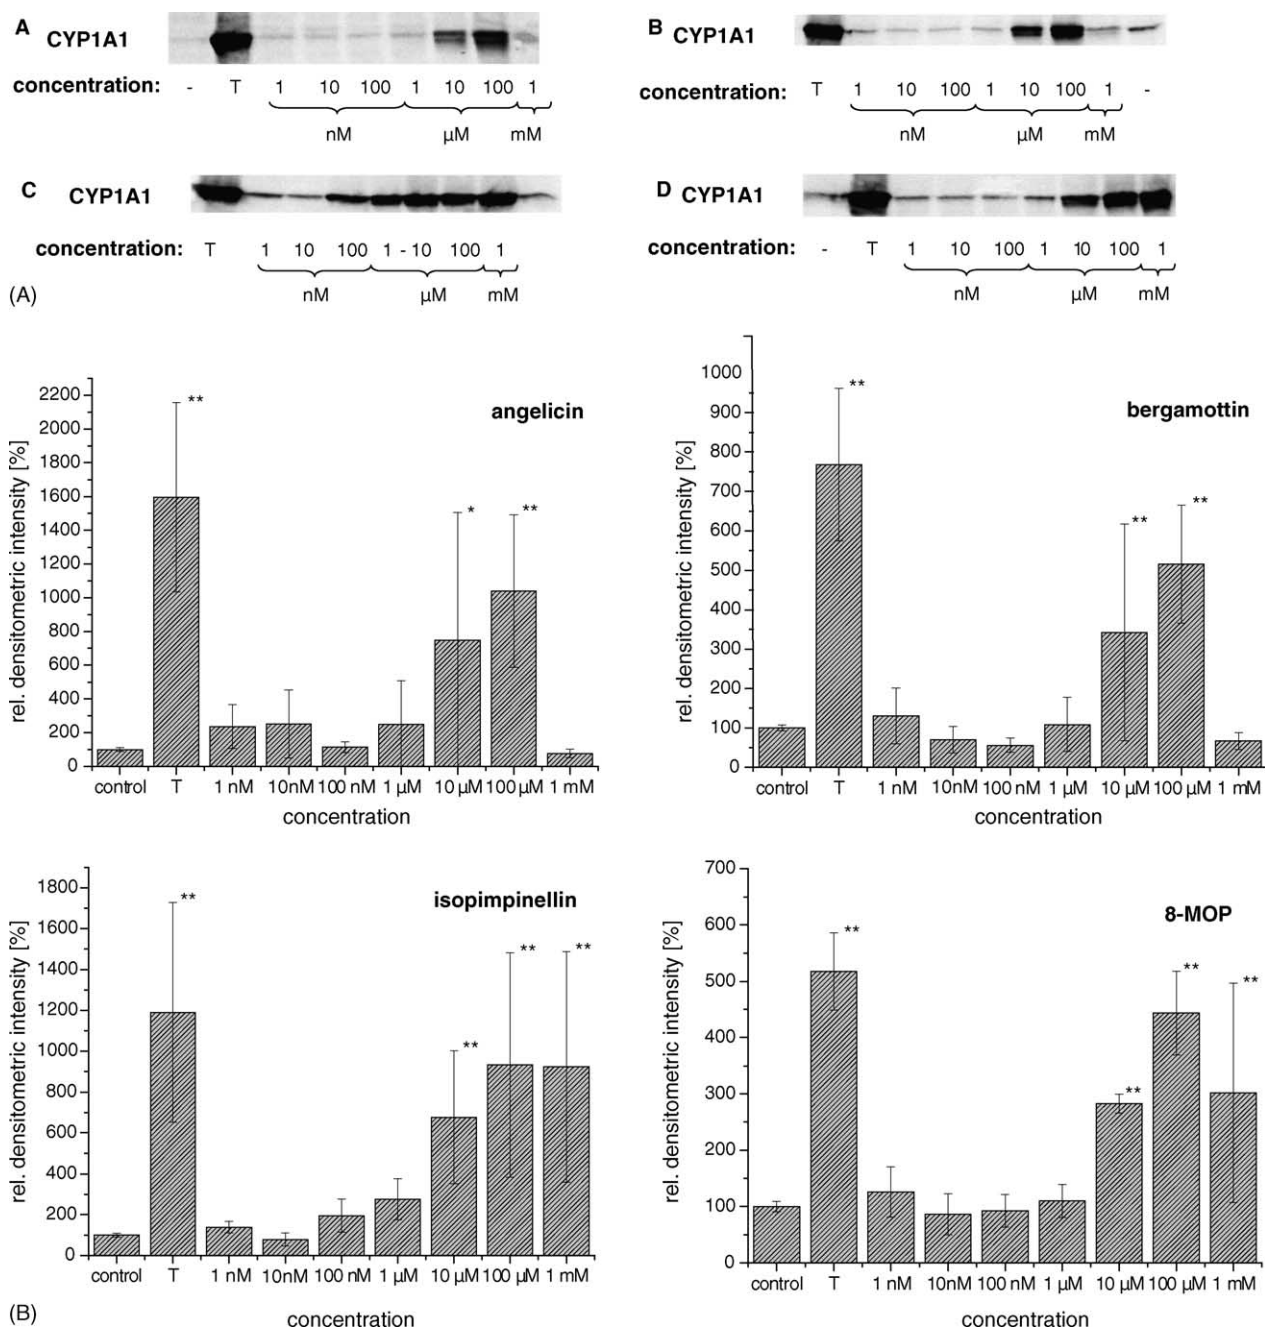 A CYP1A1
concentration: - T 1 10 100 1 10 100 1
nM µM mM
B CYP1A1
concentration: T 1 10 100 1 10 100 1 -
nM µM mM
C CYP1A1
concentration: T 1 10 100 1 - 10 100 1
nM µM mM
D CYP1A1
concentration: - T 1 10 100 1 10 100 1
nM µM mM
(A)
angelicin
rel. densitometric intensity [%]
2200
2000
1800
1600
1400
1200
1000
800
600
400
200
0
control T 1 nM 10nM 100 nM 1 µM 10 µM 100 µM 1 mM
concentration
** * **
bergamottin
rel. densitometric intensity [%]
1000
900
800
700
600
500
400
300
200
100
0
control T 1 nM 10nM 100 nM 1 µM 10 µM 100 µM 1 mM
concentration
** ** **
isopimpinellin
rel. densitometric intensity [%]
1800
1600
1400
1200
1000
800
600
400
200
0
control T 1 nM 10nM 100 nM 1 µM 10 µM 100 µM 1 mM
concentration
** ** ** **
8-MOP
rel. densitometric intensity [%]
700
600
500
400
300
200
100
0
control T 1 nM 10nM 100 nM 1 µM 10 µM 100 µM 1 mM
concentration
** ** ** **
(B)